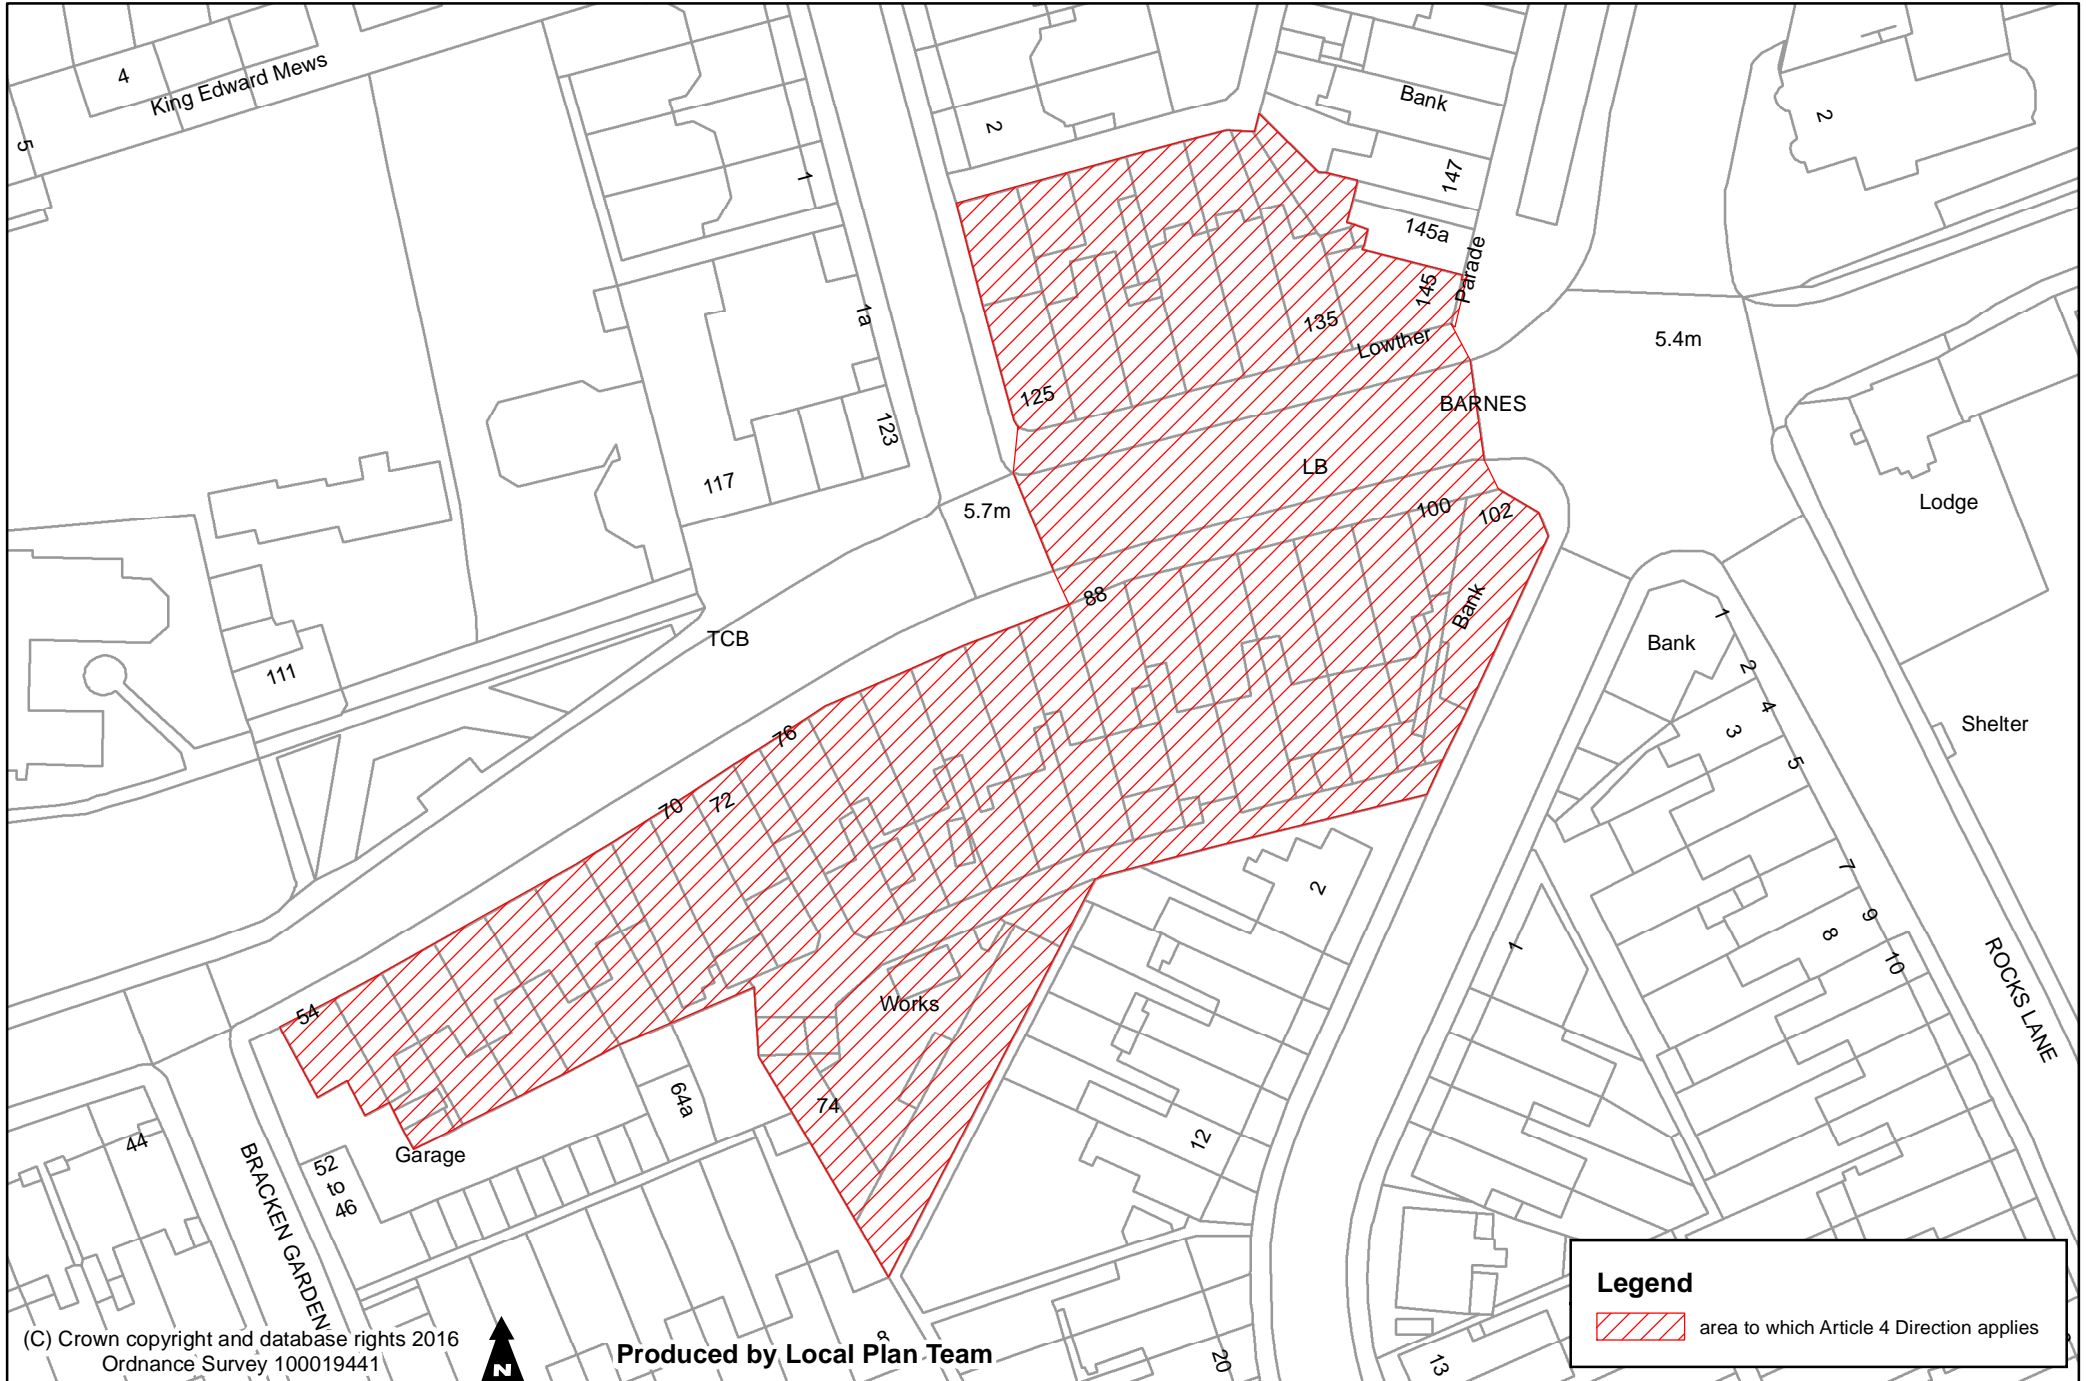 4
King Edward Mews
5
2
1
Bank
147
2
145a
Parade
145
1a
135
Lowther
5.4m
125
BARNES
123
LB
117
5.7m
100
102
Lodge
88
Bank
TCB
Bank
1
2
111
4
3
Shelter
76
5
70
72
2
7
9
8
1
10
Works
54
ROCKS LANE
64a
74
44
12
Garage
52
to
46
BRACKEN GARDENS
Legend
area to which Article 4 Direction applies
(C) Crown copyright and database rights 2016
Ordnance Survey 100019441
N
Produced by Local Plan Team
20
13